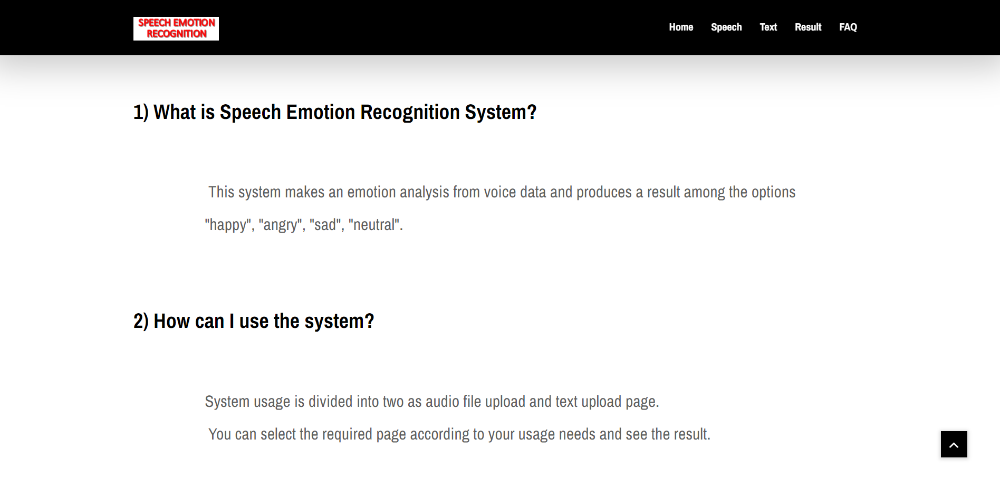 SPEECH EMOTION
RECOGNITION
Home Speech Text Result FAQ
1) What is Speech Emotion Recognition System?
This system makes an emotion analysis from voice data and produces a result among the options
"happy", "angry", "sad", "neutral".
2) How can I use the system?
System usage is divided into two as audio file upload and text upload page.
You can select the required page according to your usage needs and see the result.